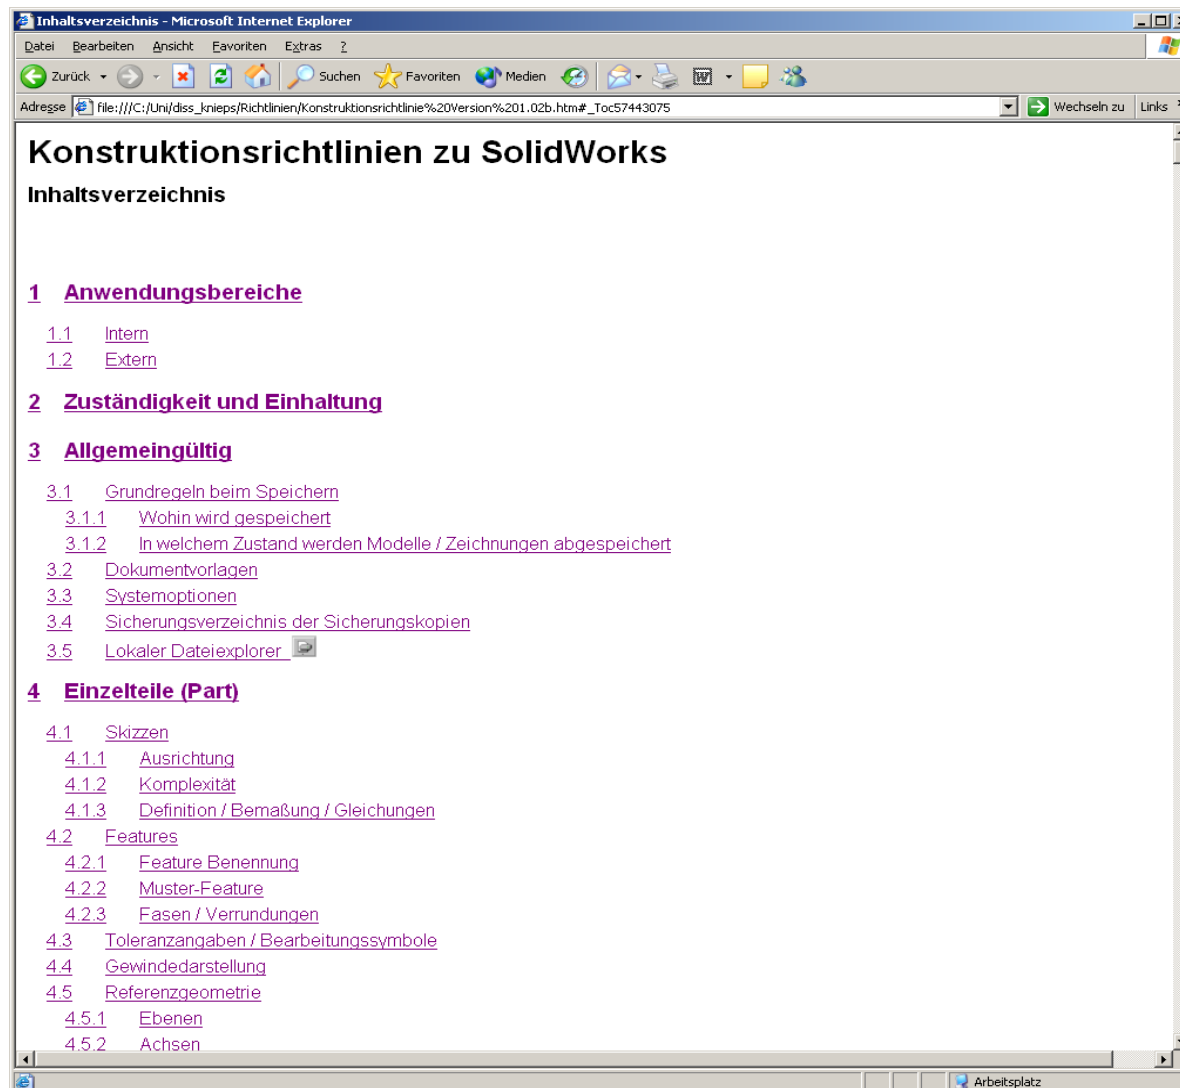 Inhaltsverzeichnis - Microsoft Internet Explorer
Datei Bearbeiten Ansicht Favoriten Extras ?
Zurück Suchen Favoriten Medien
Adresse file:///C:/Uni/diss_knieps/Richtlinien/Konstruktionsrichtlinie%20Version%201.02b.htm#_Toc57443075 Wechseln zu Links
Konstruktionsrichtlinien zu SolidWorks
Inhaltsverzeichnis
1 Anwendungsbereiche
1.1 Intern
1.2 Extern
2 Zuständigkeit und Einhaltung
3 Allgemeingültig
3.1 Grundregeln beim Speichern
3.1.1 Wohin wird gespeichert
3.1.2 In welchem Zustand werden Modelle / Zeichnungen abgespeichert
3.2 Dokumentvorlagen
3.3 Systemoptionen
3.4 Sicherungsverzeichnis der Sicherungskopien
3.5 Lokaler Dateiexplorer
4 Einzelteile (Part)
4.1 Skizzen
4.1.1 Ausrichtung
4.1.2 Komplexität
4.1.3 Definition / Bemaßung / Gleichungen
4.2 Features
4.2.1 Feature Benennung
4.2.2 Muster-Feature
4.2.3 Fasen / Verrundungen
4.3 Toleranzangaben / Bearbeitungssymbole
4.4 Gewindedarstellung
4.5 Referenzgeometrie
4.5.1 Ebenen
4.5.2 Achsen
Arbeitsplatz